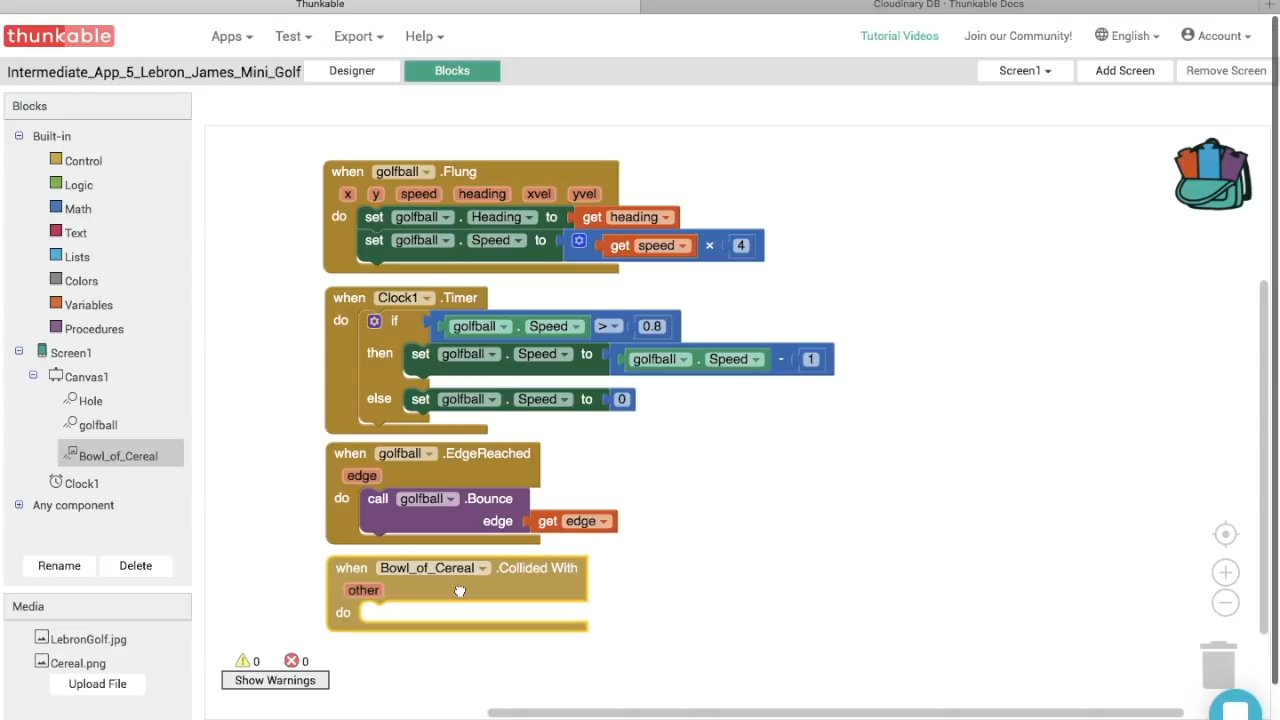 Thunkable
Cloudinary DB · Thunkable Docs
thunkable
Apps
Test
Export
Help
Tutorial Videos
Join our Community!
English
Account
Intermediate_App_5_Lebron_James_Mini_Golf
Designer
Blocks
Screen1
Add Screen
Remove Screen
Blocks
Built-in
Control
Logic
Math
Text
Lists
Colors
Variables
Procedures
Screen1
Canvas1
Hole
golfball
Bowl_of_Cereal
Clock1
Any component
Rename
Delete
Media
LebronGolf.jpg
Cereal.png
Upload File
when golfball .Flung
x y speed heading xvel yvel
do set golfball . Heading to get heading
set golfball . Speed to get speed × 4
when Clock1 .Timer
do if golfball . Speed > 0.8
then set golfball . Speed to golfball . Speed - 1
else set golfball . Speed to 0
when golfball .EdgeReached
edge
do call golfball .Bounce
edge get edge
when Bowl_of_Cereal .Collided With
other
do
0 0
Show Warnings